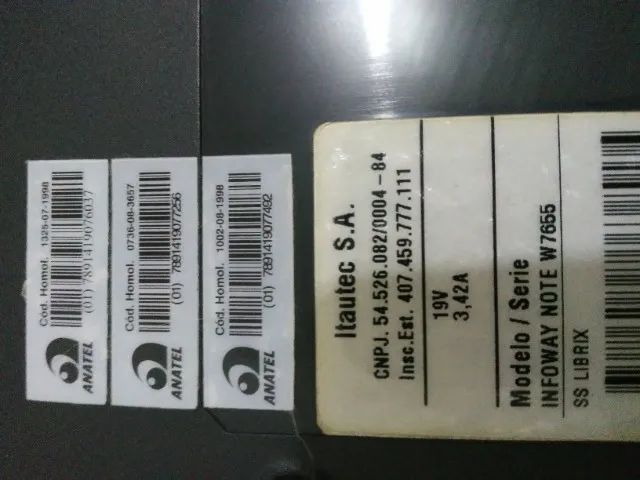 Cód. Homol. 1325-07-1998
(01) 7891419076037
ANATEL
Cód. Homol. 0736-08-3657
(01) 7891419077256
ANATEL
Cód. Homol. 1002-08-1998
(01) 7891419077492
ANATEL
Itautec S.A.
CNPJ. 54.526.082/0004-84
Insc.Est. 407.459.777.111
19V
3,42A
Modelo / Serie
INFOWAY NOTE W7655
SS LIBRIX